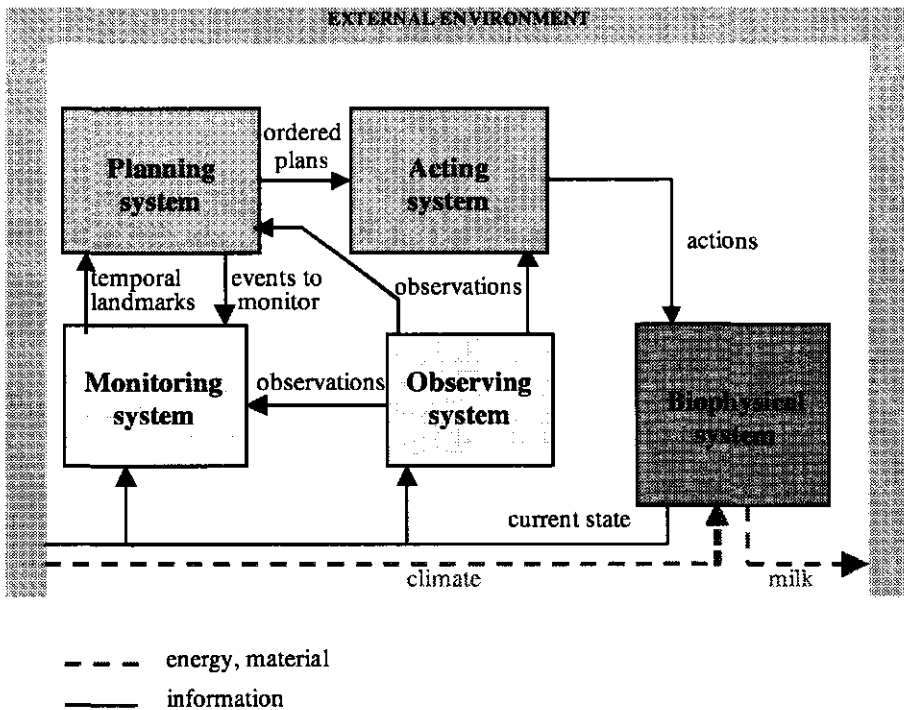 EXTERNAL ENVIRONMENT
Planning
system
ordered
plans
Acting
system
actions
temporal
landmarks
events to
monitor
observations
Monitoring
system
observations
Observing
system
Biophysical
system
current state
climate
milk
energy, material
information